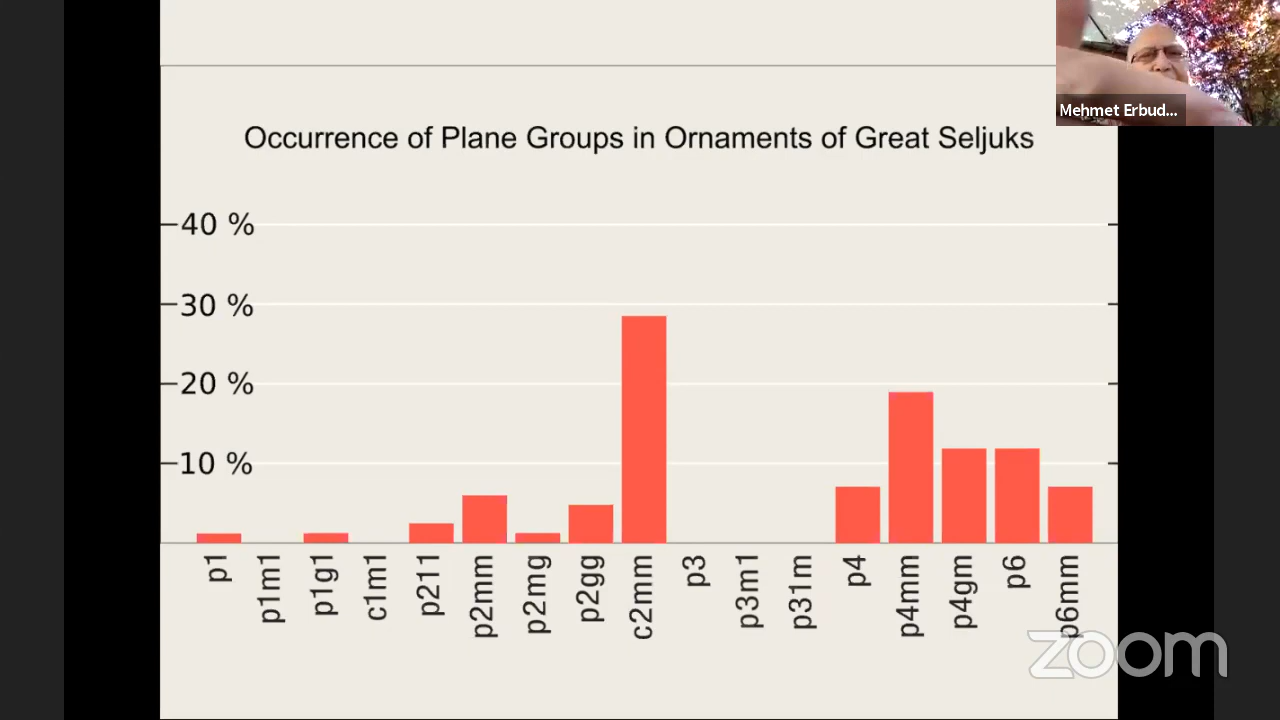 Mehmet Erbud...
Occurrence of Plane Groups in Ornaments of Great Seljuks
40 %
30 %
20 %
10 %
p1
p1m1
p1g1
c1m1
p211
p2mm
p2mg
p2gg
c2mm
p3
p3m1
p31m
p4
p4mm
p4gm
p6
p6mm
zoom